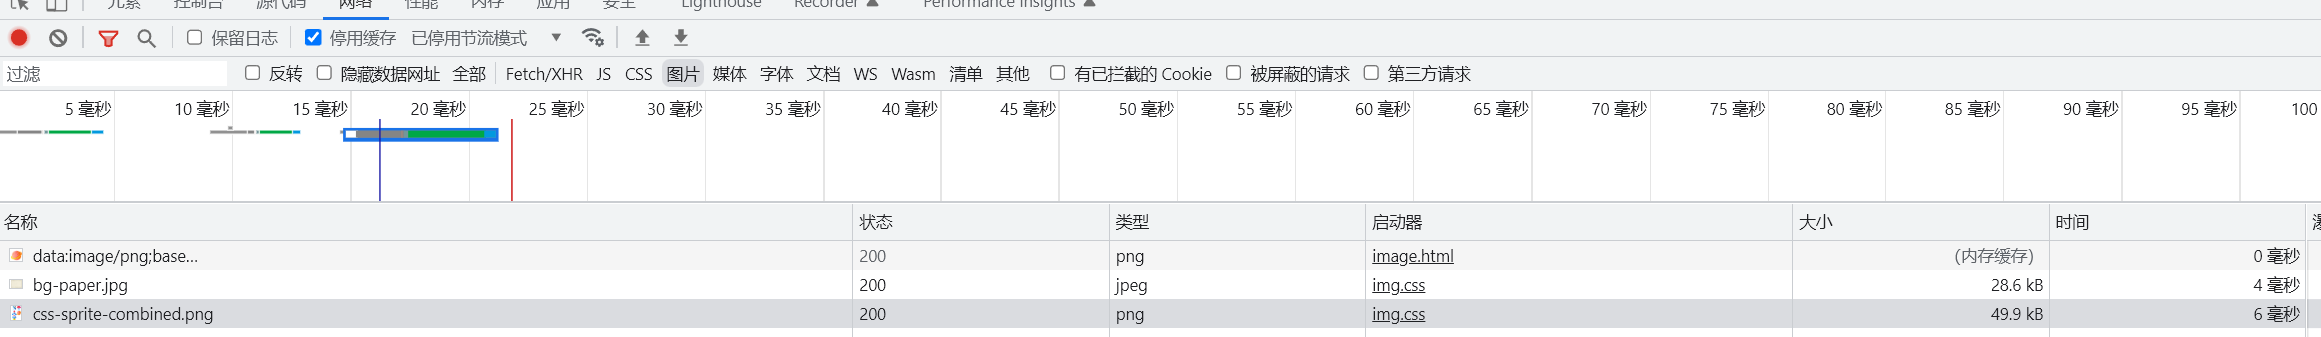 元素 控制台 源代码 网络 性能 内存 应用 安全 Lighthouse Recorder Performance insights
保留日志 停用缓存 已停用节流模式
过滤 反转 隐藏数据网址 全部 Fetch/XHR JS CSS 图片 媒体 字体 文档 WS Wasm 清单 其他 有已拦截的 Cookie 被屏蔽的请求 第三方请求
5 毫秒 10 毫秒 15 毫秒 20 毫秒 25 毫秒 30 毫秒 35 毫秒 40 毫秒 45 毫秒 50 毫秒 55 毫秒 60 毫秒 65 毫秒 70 毫秒 75 毫秒 80 毫秒 85 毫秒 90 毫秒 95 毫秒 100
名称 状态 类型 启动器 大小 时间
data:image/png;base... 200 png image.html (内存缓存) 0 毫秒
bg-paper.jpg 200 jpeg img.css 28.6 kB 4 毫秒
css-sprite-combined.png 200 png img.css 49.9 kB 6 毫秒